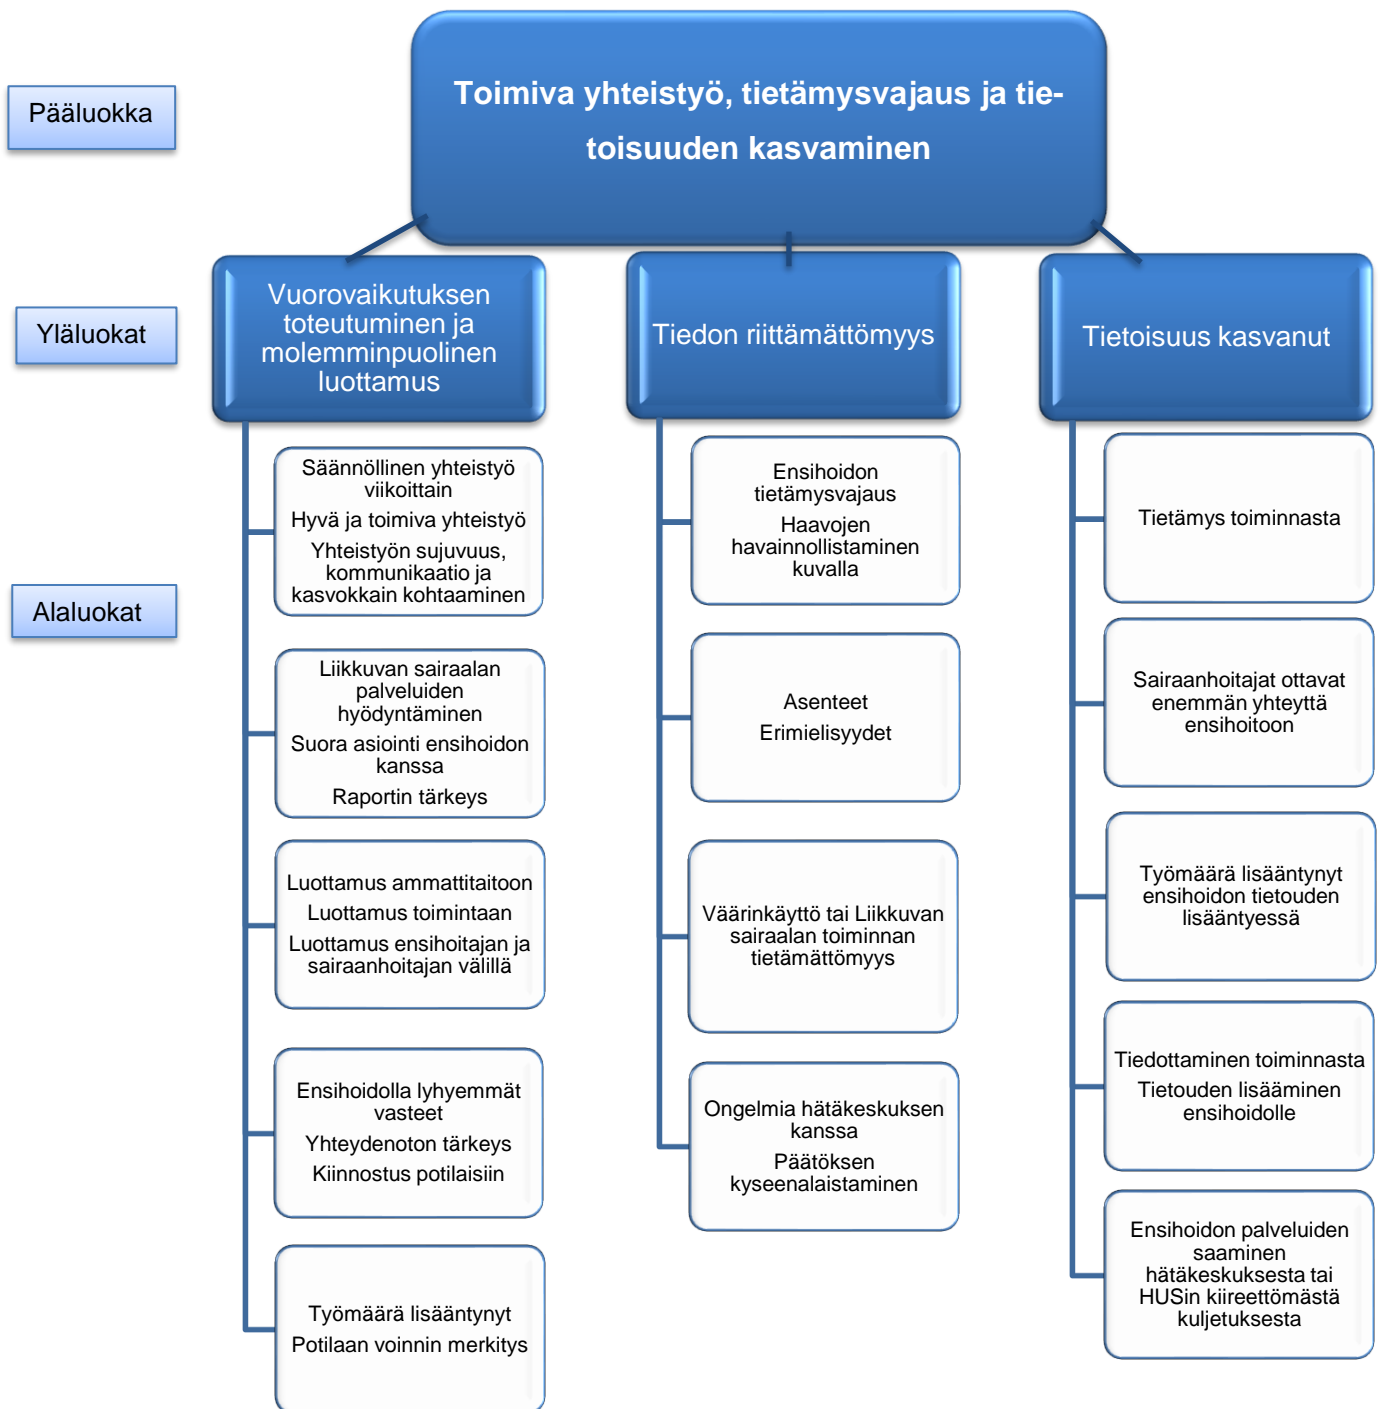 Pääluokka
Toimiva yhteistyö, tietämysvajaus ja tie-
toisuuden kasvaminen
Yläluokat
Vuorovaikutuksen
toteutuminen ja
molemminpuolinen
luottamus
Tiedon riittämättömyys
Tietoisuus kasvanut
Alaluokat
Säännöllinen yhteistyö
viikoittain
Hyvä ja toimiva yhteistyö
Yhteistyön sujuvuus,
kommunikaatio ja
kasvokkain kohtaaminen
Liikkuvan sairaalan
palveluiden
hyödyntäminen
Suora asiointi ensihoidon
kanssa
Raportin tärkeys
Luottamus ammattitaitoon
Luottamus toimintaan
Luottamus ensihoitajan ja
sairaanhoitajan välillä
Ensihoidolla lyhyemmät
vasteet
Yhteydenoton tärkeys
Kiinnostus potilaisiin
Työmäärä lisääntynyt
Potilaan voinnin merkitys
Ensihoidon
tietämysvajaus
Haavojen
havainnollistaminen
kuvalla
Asenteet
Erimielisyydet
Väärinkäyttö tai Liikkuvan
sairaalan toiminnan
tietämättömyys
Ongelmia hätäkeskuksen
kanssa
Päätöksen
kyseenalaistaminen
Tietämys toiminnasta
Sairaanhoitajat ottavat
enemmän yhteyttä
ensihoitoon
Työmäärä lisääntynyt
ensihoidon tietouden
lisääntyessä
Tiedottaminen toiminnasta
Tietouden lisääminen
ensihoidolle
Ensihoidon palveluiden
saaminen
hätäkeskuksesta tai
HUSin kiireettömästä
kuljetuksesta